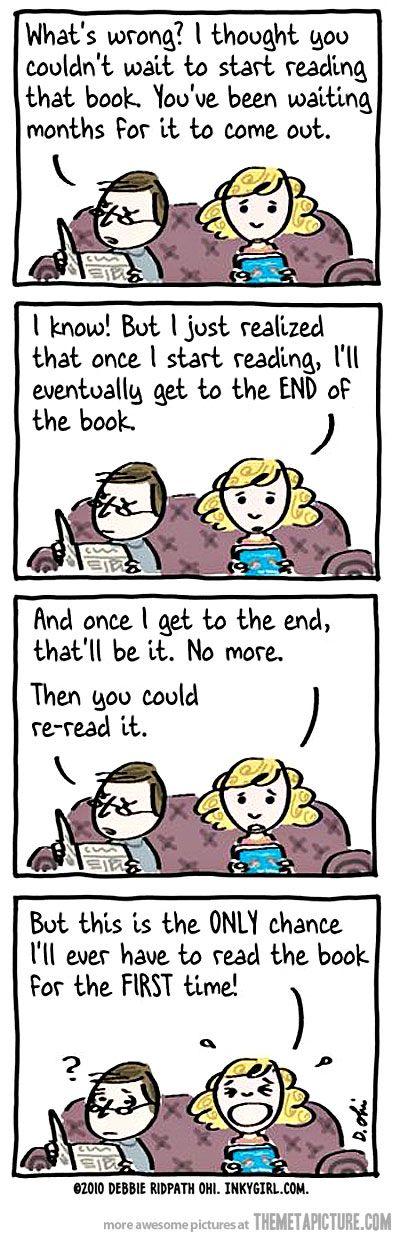 What's wrong? I thought you
couldn't wait to start reading
that book. You've been waiting
months for it to come out.
I know! But I just realized
that once I start reading, I'll
eventually get to the END of
the book.
And once I get to the end,
that'll be it. No more.
Then you could
re-read it.
But this is the ONLY chance
I'll ever have to read the book
for the FIRST time!
?
D. Ohi
©2010 DEBBIE RIDPATH OHI. INKYGIRL.COM.
more awesome pictures at THEMETAPICTURE.COM